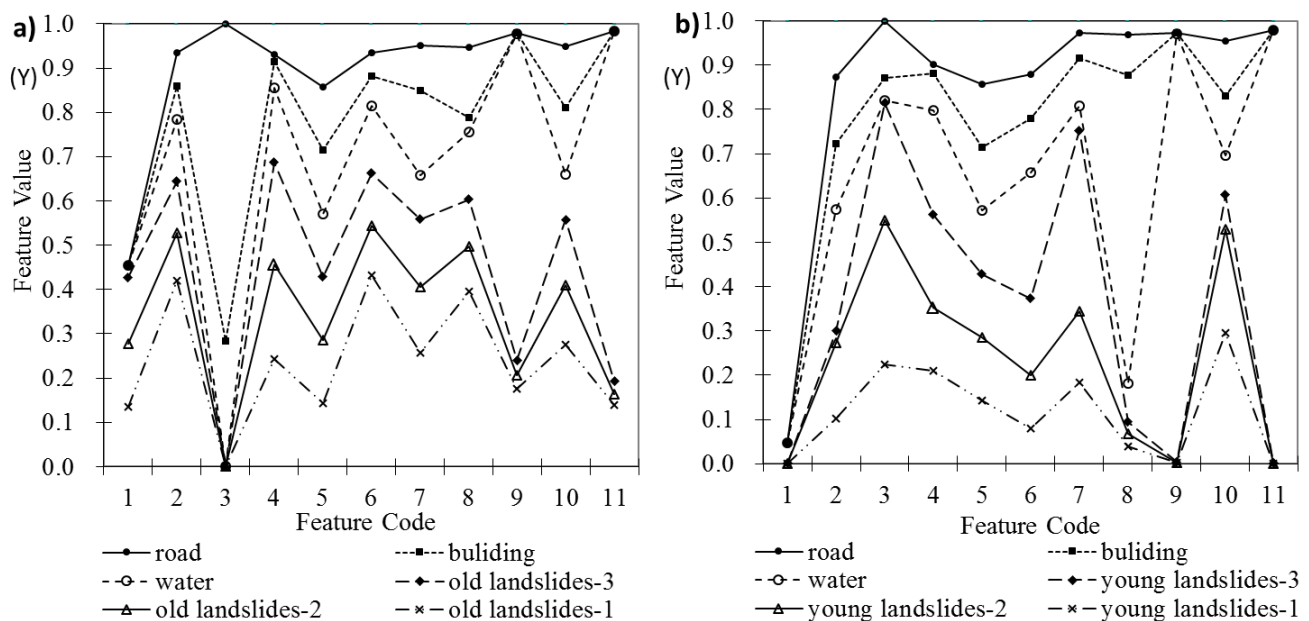 a)
(Y)
Feature Value
1.0
0.9
0.8
0.7
0.6
0.5
0.4
0.3
0.2
0.1
0.0
1 2 3 4 5 6 7 8 9 10 11
Feature Code
road buliding
water old landslides-3
old landslides-2 old landslides-1
b)
(Y)
Feature Value
1.0
0.9
0.8
0.7
0.6
0.5
0.4
0.3
0.2
0.1
0.0
1 2 3 4 5 6 7 8 9 10 11
Feature Code
road buliding
water young landslides-3
young landslides-2 young landslides-1